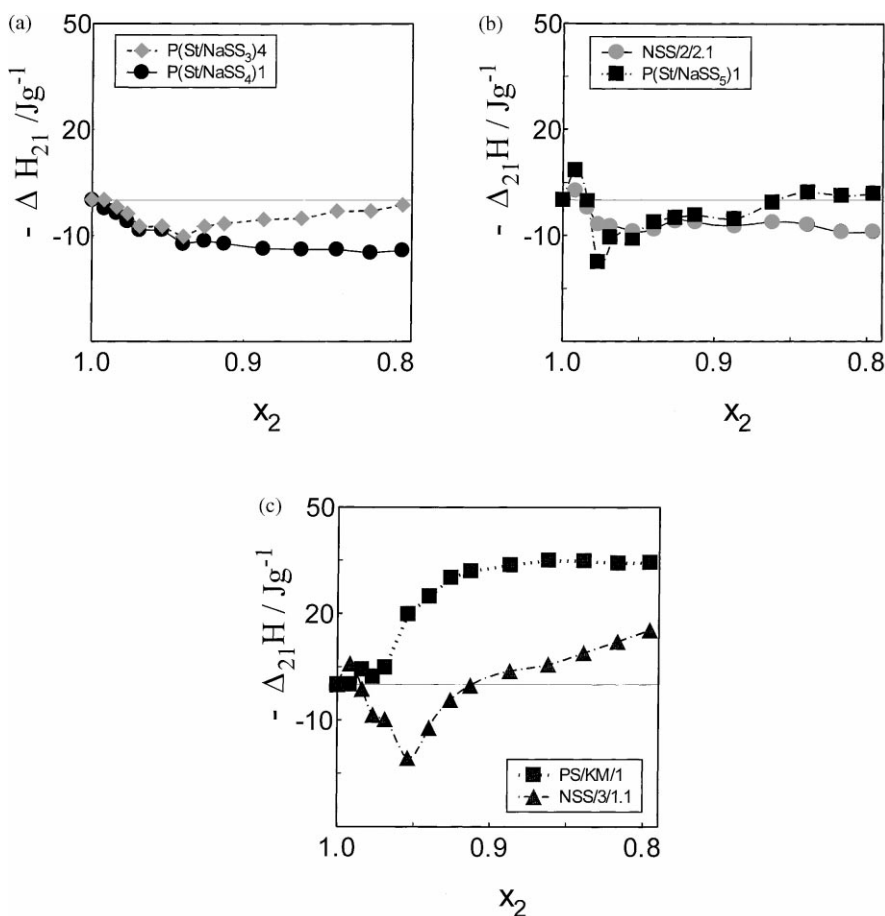 (a)
50
P(St/NaSS3)4
P(St/NaSS4)1
20
-10
- Δ H21 /Jg-1
1.0
0.9
0.8
x2
(b)
50
NSS/2/2.1
P(St/NaSS5)1
20
-10
- Δ21H / Jg-1
1.0
0.9
0.8
x2
(c)
50
20
-10
- Δ21H / Jg-1
PS/KM/1
NSS/3/1.1
1.0
0.9
0.8
x2